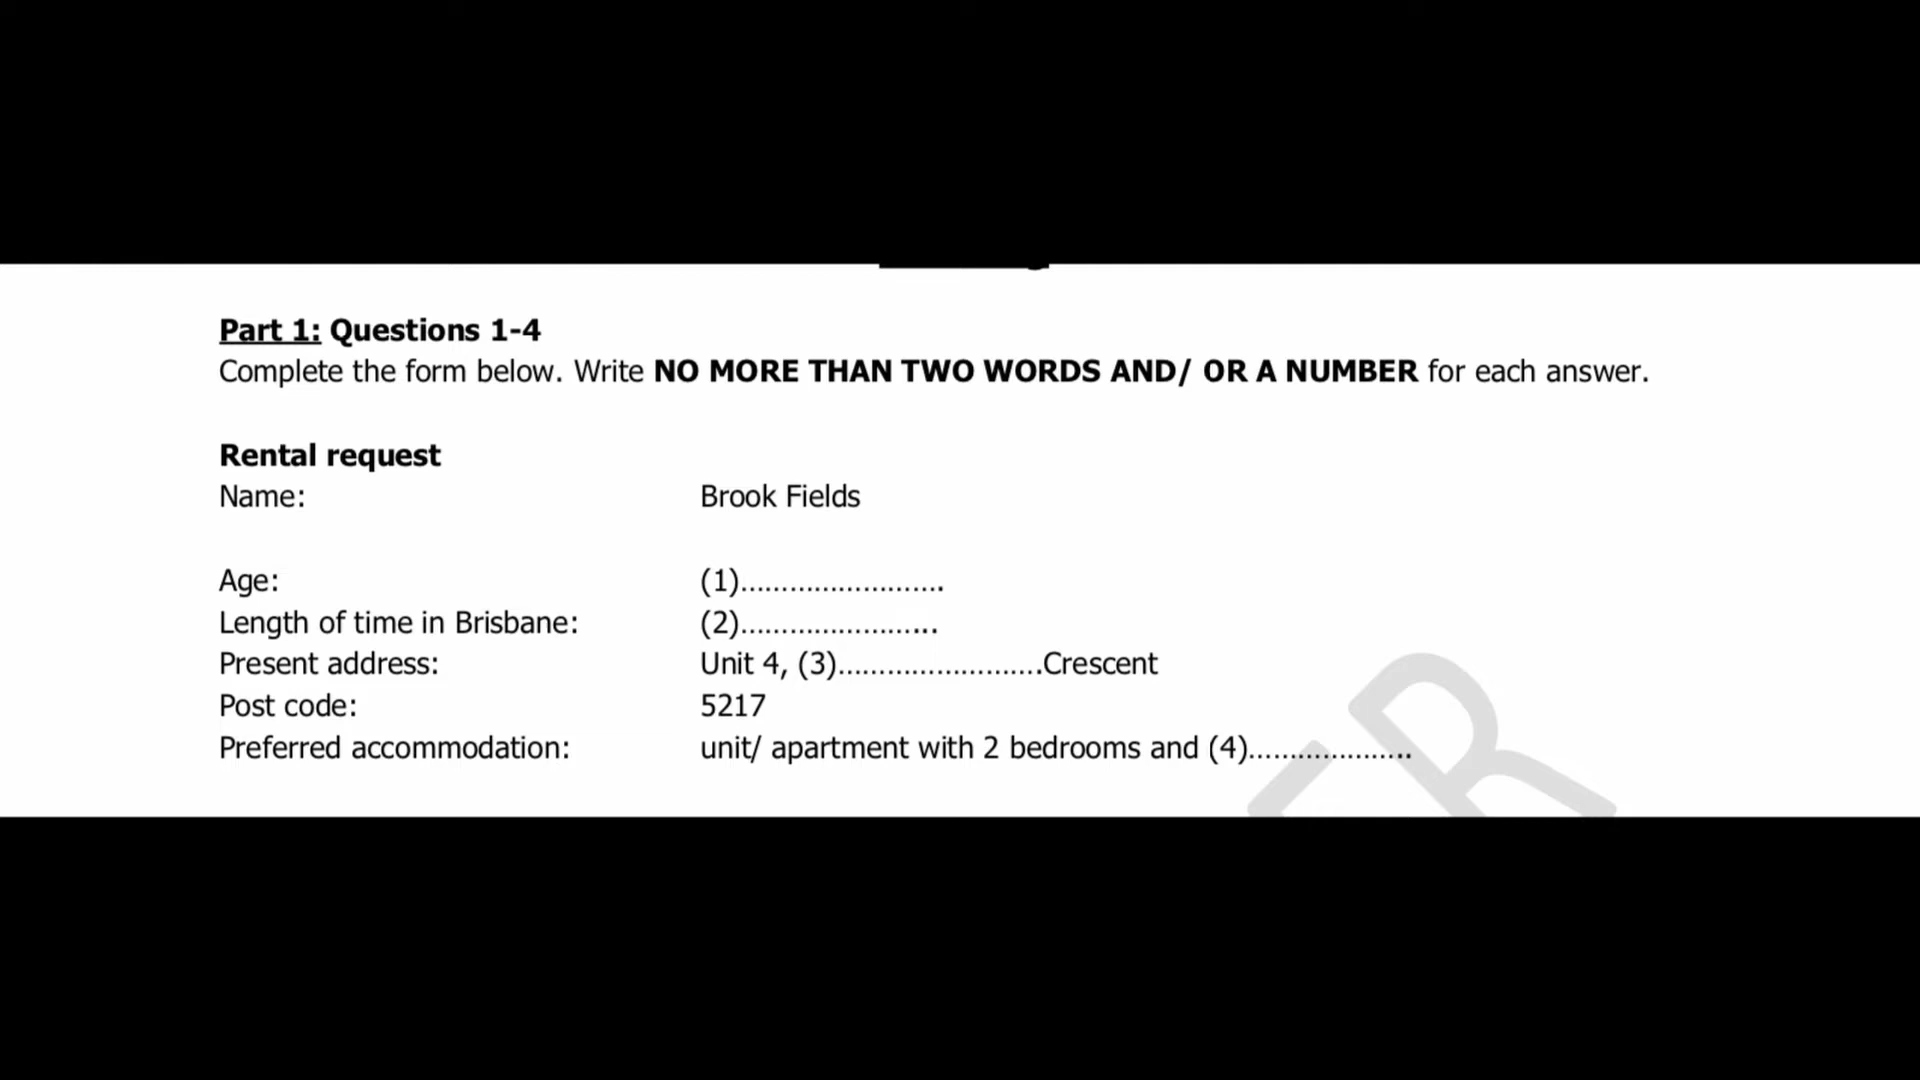 Part 1: Questions 1-4
Complete the form below. Write NO MORE THAN TWO WORDS AND/ OR A NUMBER for each answer.
Rental request
Name: Brook Fields
Age: (1)........................
Length of time in Brisbane: (2)........................
Present address: Unit 4, (3).........................Crescent
Post code: 5217
Preferred accommodation: unit/ apartment with 2 bedrooms and (4)....................